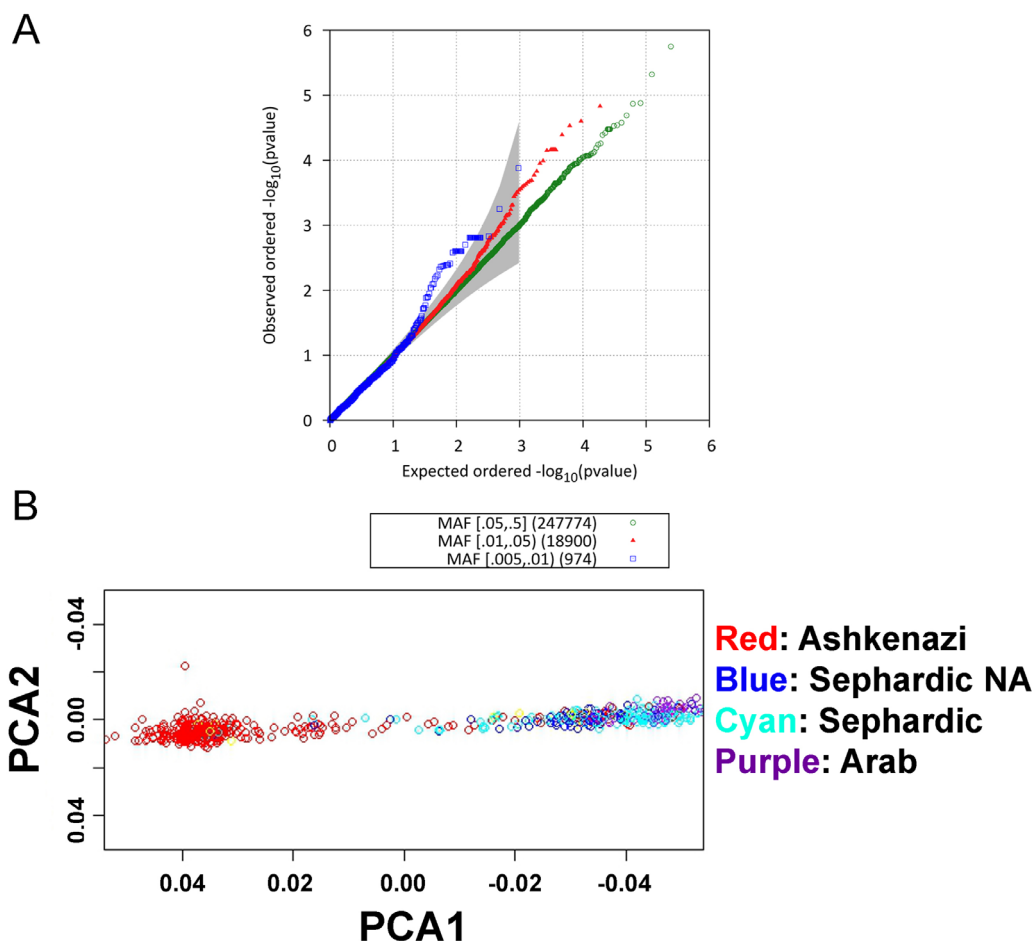 A
Observed ordered -log10(pvalue)
6
5
4
3
2
1
0
0 1 2 3 4 5 6
Expected ordered -log10(pvalue)
B
MAF [.05,.5] (247774)
MAF [.01,.05) (18900)
MAF [.005,.01) (974)
PCA2
-0.04
0.00
0.04
0.04 0.02 0.00 -0.02 -0.04
PCA1
Red: Ashkenazi
Blue: Sephardic NA
Cyan: Sephardic
Purple: Arab